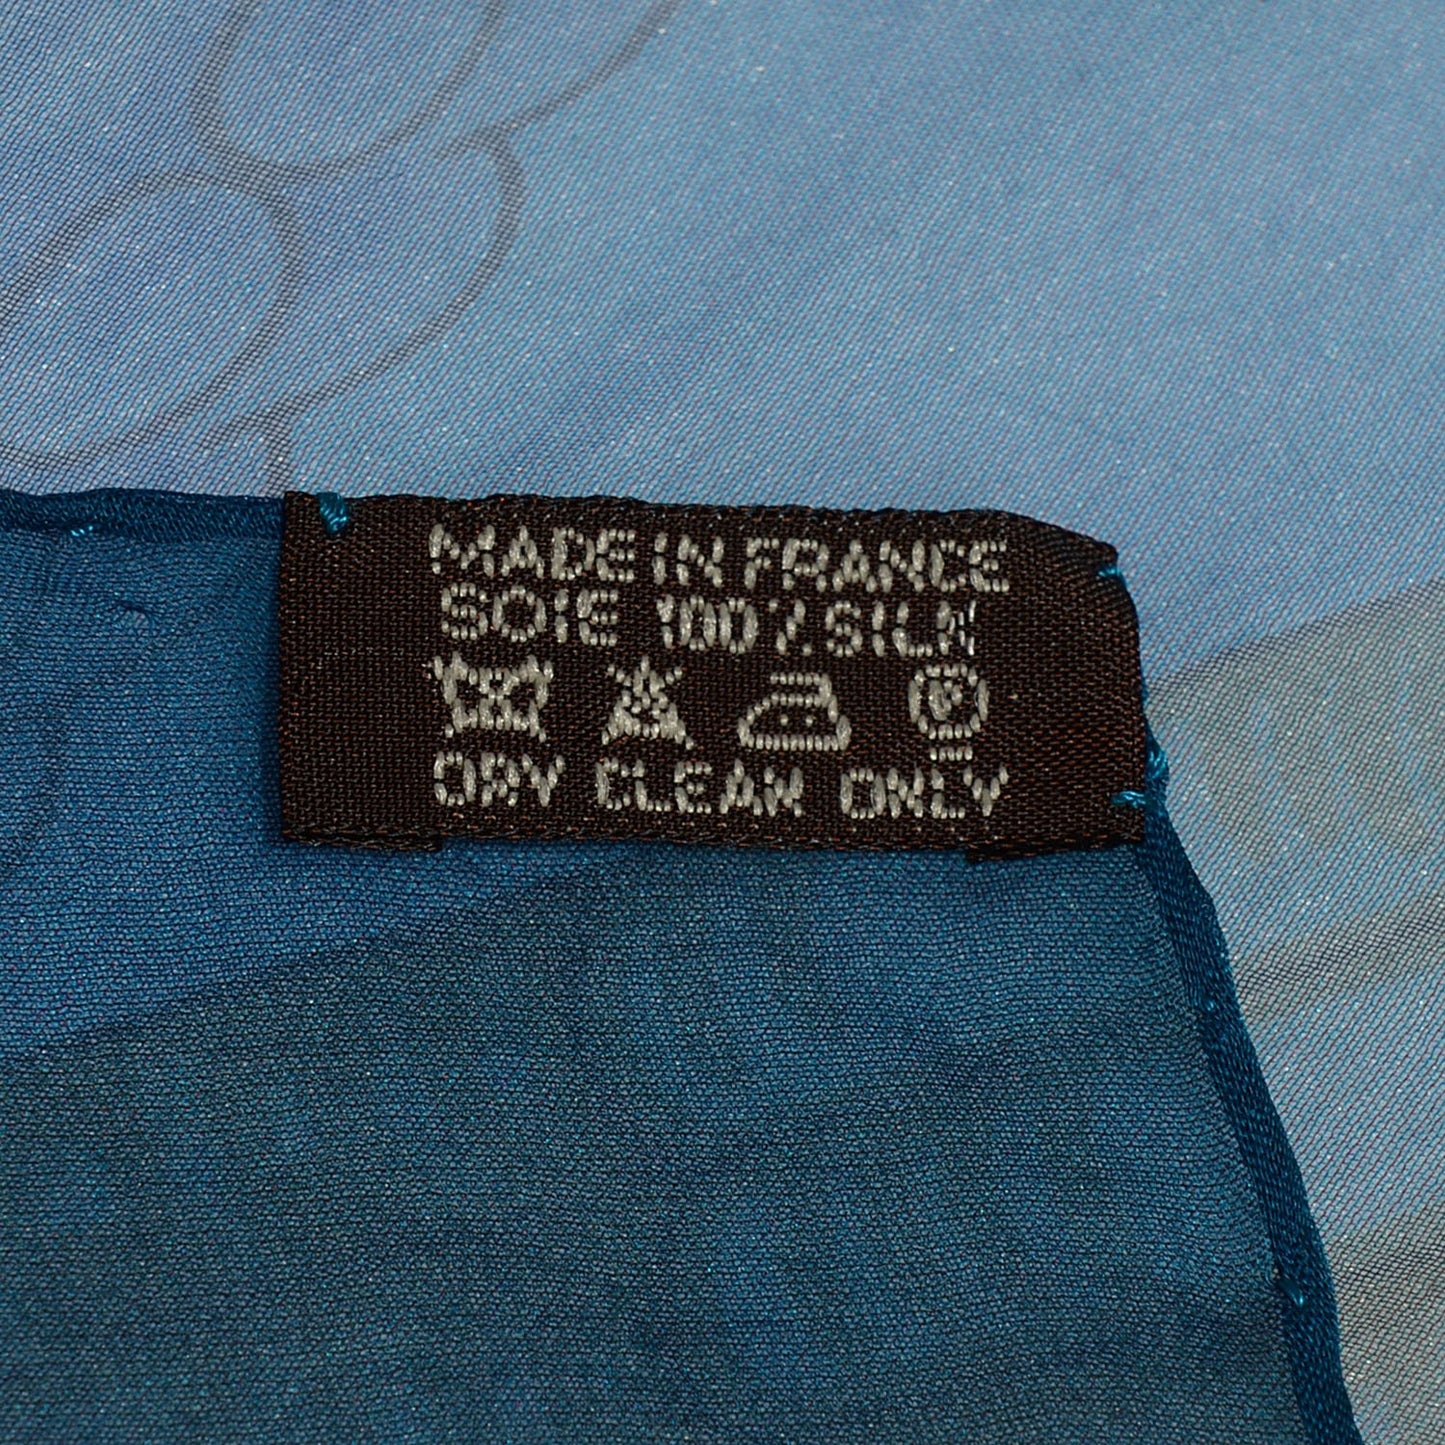 MADE IN FRANCE
SOIE 100% SILK
P
DRY CLEAN ONLY